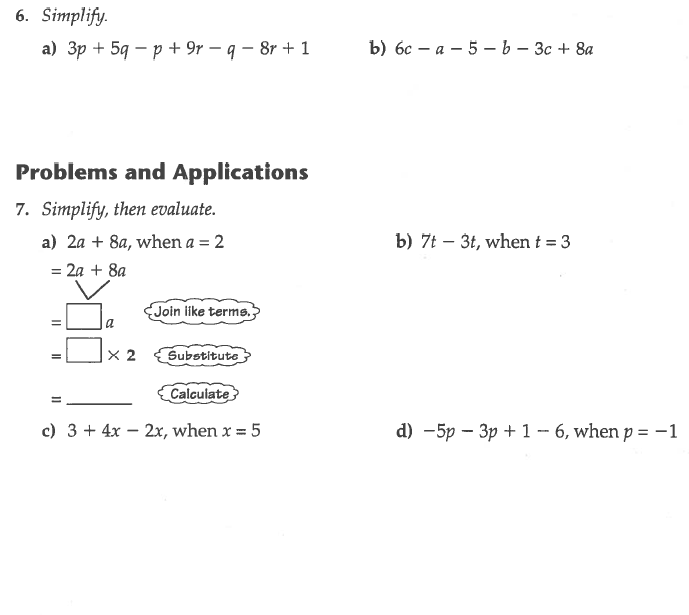 6. Simplify.
a) 3p + 5q − p + 9r − q − 8r + 1
b) 6c − a − 5 − b − 3c + 8a
Problems and Applications
7. Simplify, then evaluate.
a) 2a + 8a, when a = 2
= 2a + 8a
= □ a Join like terms.
= □ × 2 Substitute
= ______ Calculate
b) 7t − 3t, when t = 3
c) 3 + 4x − 2x, when x = 5
d) −5p − 3p + 1 − 6, when p = −1